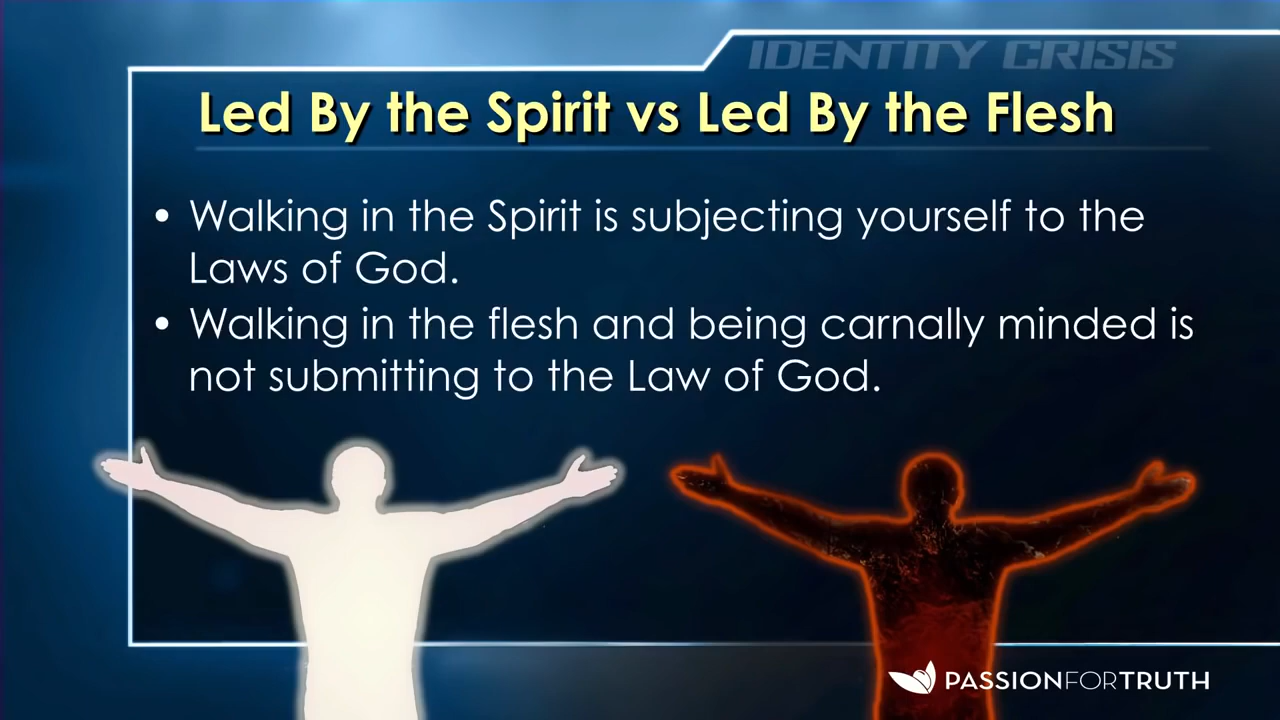 IDENTITY CRISIS
Led By the Spirit vs Led By the Flesh
• Walking in the Spirit is subjecting yourself to the
Laws of God.
• Walking in the flesh and being carnally minded is
not submitting to the Law of God.
PASSIONFORTRUTH